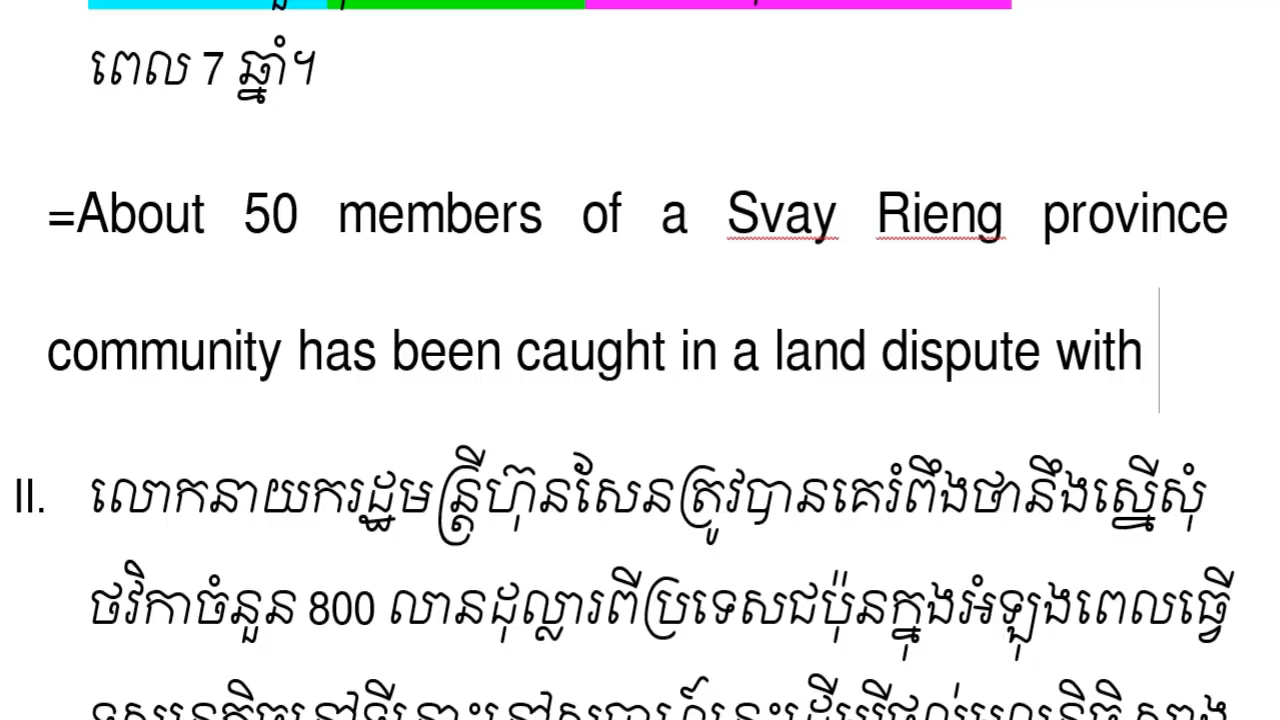 ពេល 7 ឆ្នាំ។
=About 50 members of a Svay Rieng province
community has been caught in a land dispute with
II. លោកនាយករដ្ឋមន្ត្រីហ៊ុនសែនត្រូវបានគេរំពឹងថានឹងស្នើសុំ
ថវិកាចំនួន 800 លានដុល្លារពីប្រទេសជប៉ុនក្នុងអំឡុងពេលធ្វើ